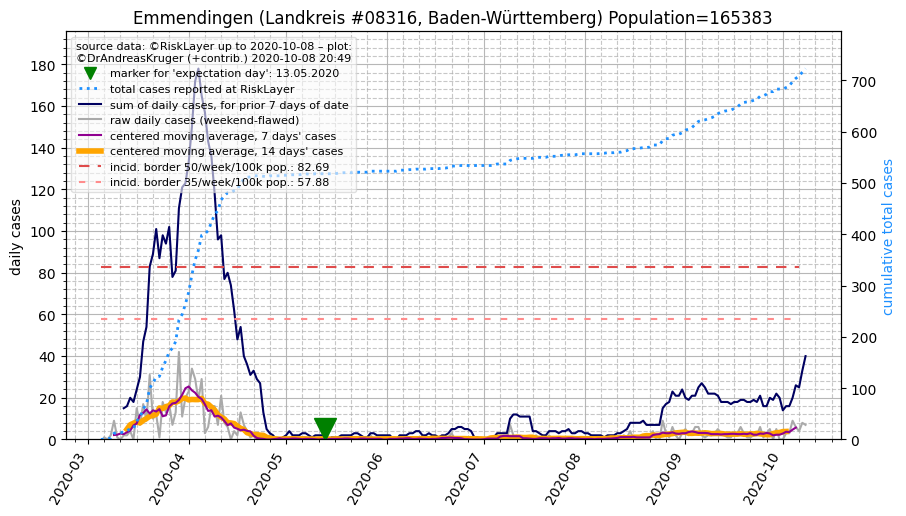 Emmendingen (Landkreis #08316, Baden-Württemberg) Population=165383
source data: ©RiskLayer up to 2020-10-08 – plot:
©DrAndreasKruger (+contrib.) 2020-10-08 20:49
marker for 'expectation day': 13.05.2020
total cases reported at RiskLayer
sum of daily cases, for prior 7 days of date
raw daily cases (weekend-flawed)
centered moving average, 7 days' cases
centered moving average, 14 days' cases
incid. border 50/week/100k pop.: 82.69
incid. border 35/week/100k pop.: 57.88
daily cases
180
160
140
120
100
80
60
40
20
0
cumulative total cases
700
600
500
400
300
200
100
0
2020-03
2020-04
2020-05
2020-06
2020-07
2020-08
2020-09
2020-10